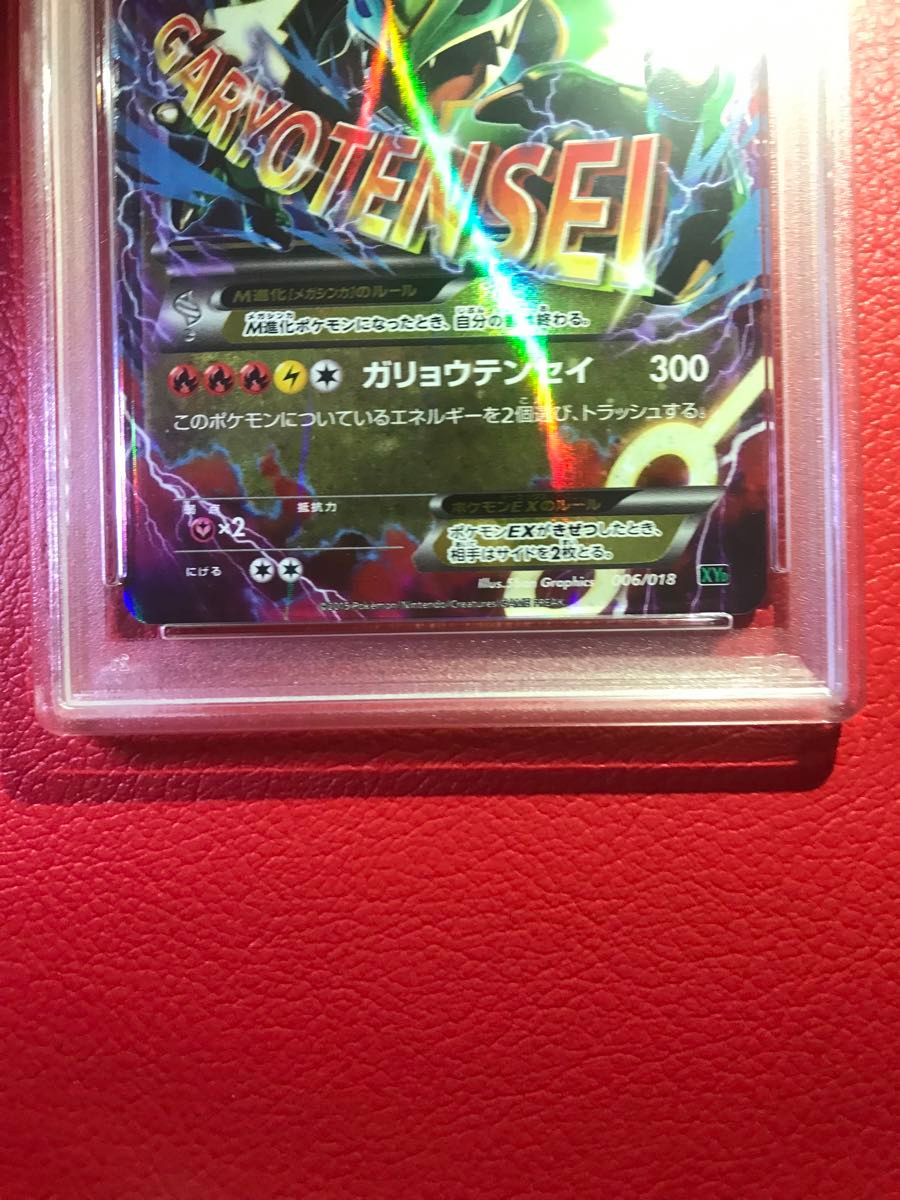 GARYOTENSEI
M進化[メガシンカ]のルール
M進化ポケモンになったとき、自分の番は終わる。
ガリョウテンセイ 300
このポケモンについているエネルギーを2個選び、トラッシュする。
弱点 抵抗力
×2
ポケモンEXのルール
ポケモンEXがきぜつしたとき、
相手はサイドを2枚とる。
にげる
Illus.5ban Graphics 006/018 XY
©2015 Pokémon/Nintendo/Creatures/GAME FREAK